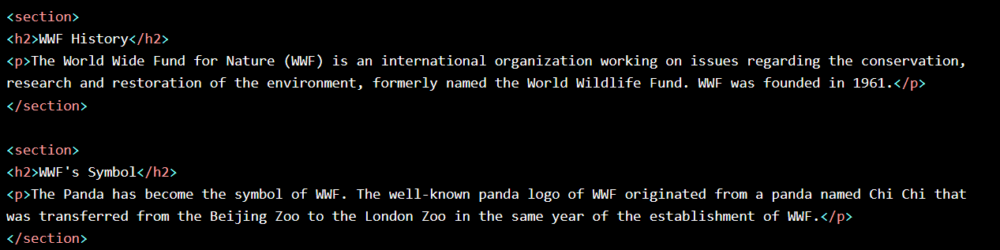 <section>
<h2>WWF History</h2>
<p>The World Wide Fund for Nature (WWF) is an international organization working on issues regarding the conservation,
research and restoration of the environment, formerly named the World Wildlife Fund. WWF was founded in 1961.</p>
</section>

<section>
<h2>WWF's Symbol</h2>
<p>The Panda has become the symbol of WWF. The well-known panda logo of WWF originated from a panda named Chi Chi that
was transferred from the Beijing Zoo to the London Zoo in the same year of the establishment of WWF.</p>
</section>